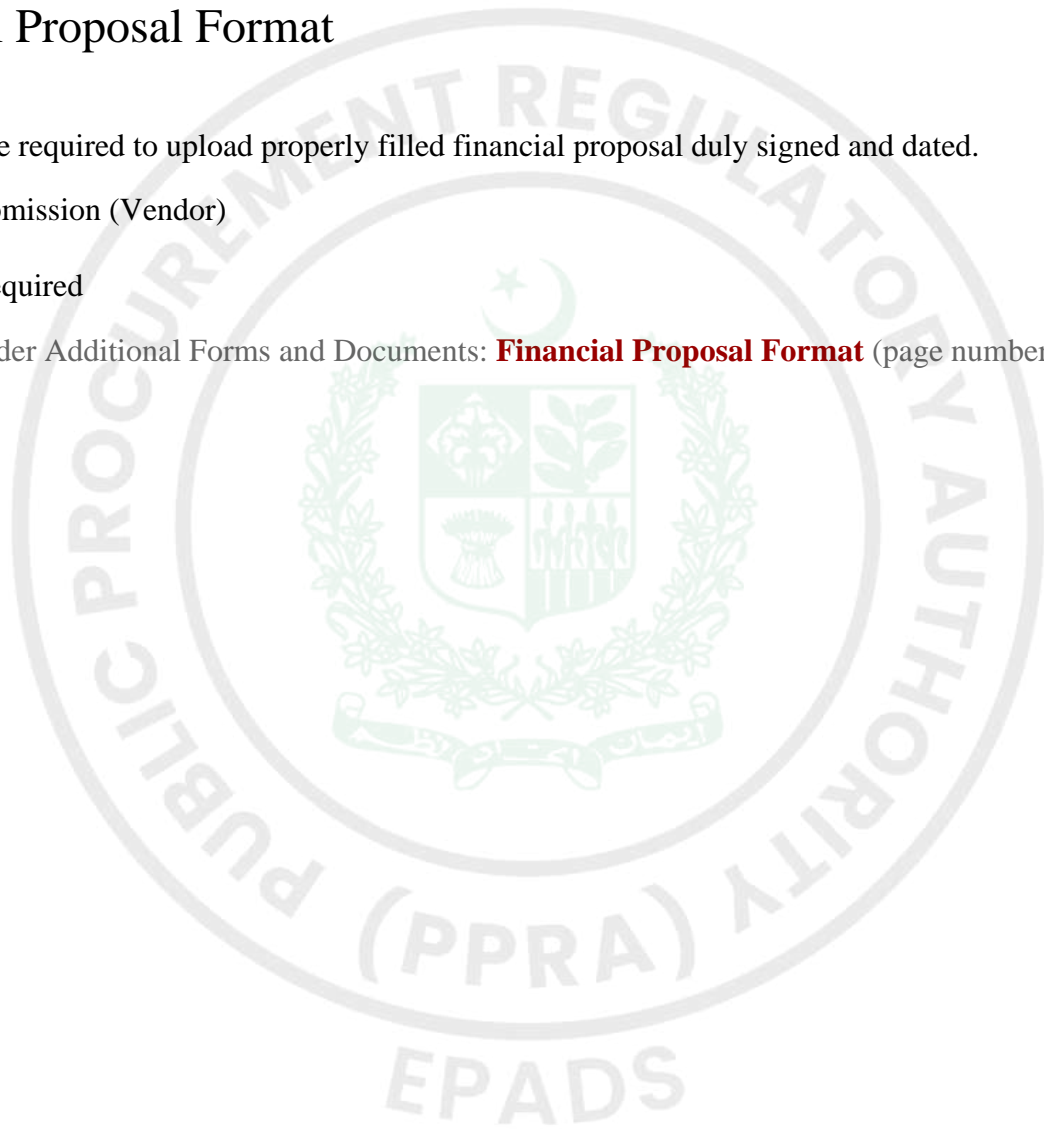 l Proposal Format
e required to upload properly filled financial proposal duly signed and dated.
omission (Vendor)
equired
der Additional Forms and Documents: Financial Proposal Format (page number
PUBLIC PROCUREMENT REGULATORY AUTHORITY
(PPRA)
EPADS